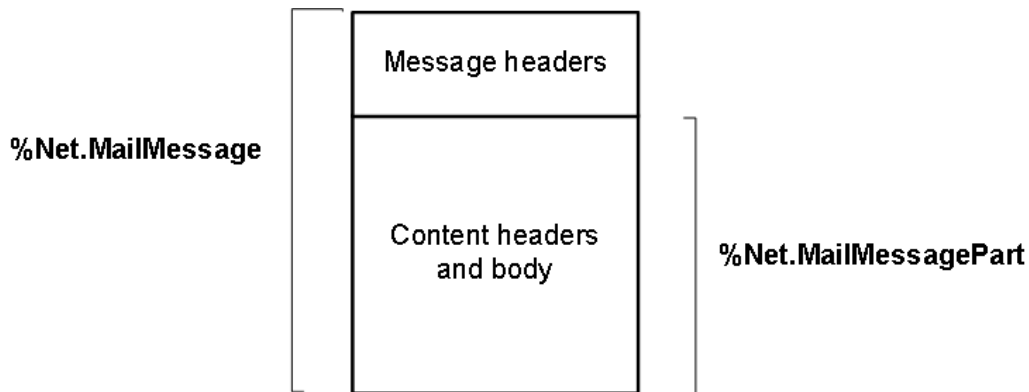 Message headers
%Net.MailMessage
Content headers
and body
%Net.MailMessagePart